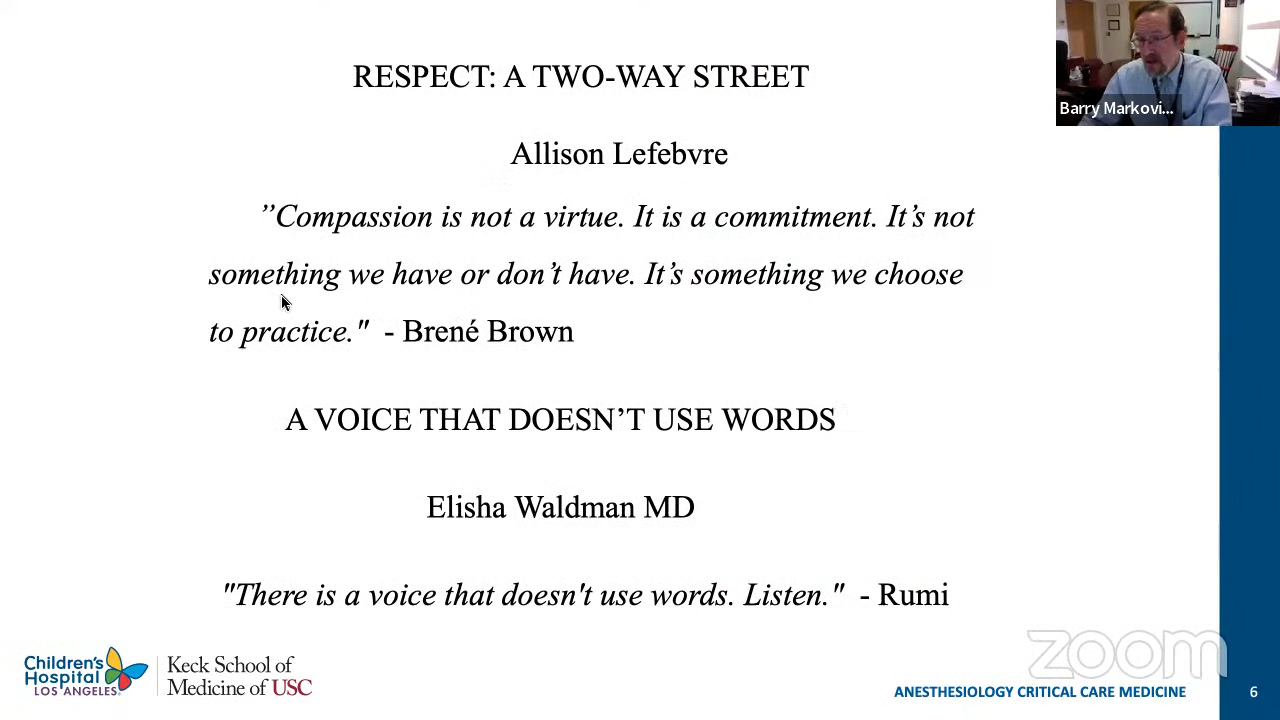 RESPECT: A TWO-WAY STREET
Barry Markovi...
Allison Lefebvre
”Compassion is not a virtue. It is a commitment. It’s not
something we have or don’t have. It’s something we choose
to practice." - Brené Brown
A VOICE THAT DOESN’T USE WORDS
Elisha Waldman MD
"There is a voice that doesn't use words. Listen." - Rumi
zoom
Children's
Hospital
LOS ANGELES
Keck School of
Medicine of USC
ANESTHESIOLOGY CRITICAL CARE MEDICINE 6